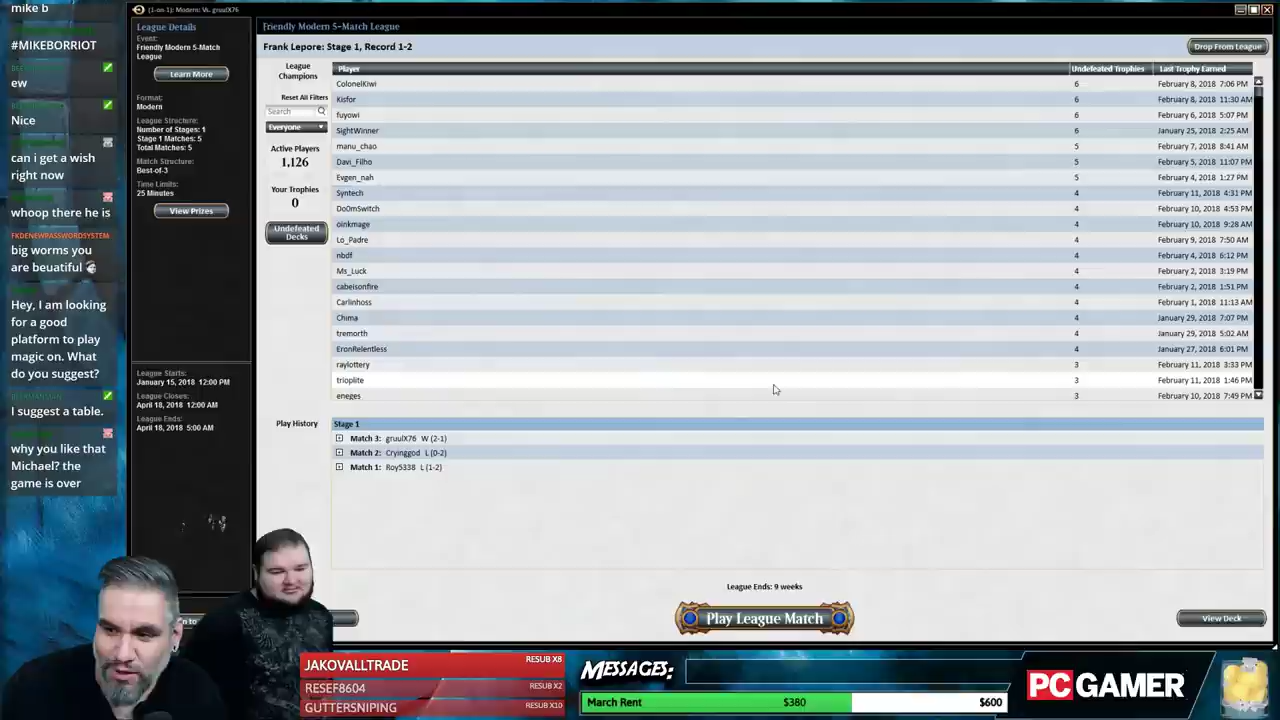 mike b
#MIKEBORRIOT
ew
Nice
can i get a wish
right now
whoop there he is
FKDENEWPASSWORDSYSTEM
big worms you
are beuatiful
Hey, I am looking
for a good
platform to play
magic on. What
do you suggest?
I suggest a table.
why you like that
Michael? the
game is over
(1-on-1) Modern: Vs. gruulX76
League Details
Event:
Friendly Modern 5-Match
League
Learn More
Format:
Modern
League Structure:
Number of Stages: 1
Stage 1 Matches: 5
Total Matches: 5
Match Structure:
Best-of-3
Time Limits:
25 Minutes
View Prizes
League Starts:
January 15, 2018 12:00 PM
League Closes:
April 18, 2018 12:00 AM
League Ends:
April 18, 2018 5:00 AM
Friendly Modern 5-Match League
Frank Lepore: Stage 1, Record 1-2
Drop From League
League
Champions
Reset All Filters
Search
Everyone
Active Players
1,126
Your Trophies
0
Undefeated
Decks
Player Undefeated Trophies Last Trophy Earned
ColonelKiwi 6 February 8, 2018 7:06 PM
Kisfor 6 February 8, 2018 11:30 AM
fuyowi 6 February 6, 2018 5:07 PM
SightWinner 6 January 25, 2018 2:25 AM
manu_chao 5 February 7, 2018 8:41 AM
Davi_Filho 5 February 5, 2018 11:07 PM
Evgen_nah 5 February 4, 2018 1:27 PM
Syntech 4 February 11, 2018 4:31 PM
Do0mSwitch 4 February 10, 2018 4:53 PM
oinkmage 4 February 10, 2018 9:28 AM
Lo_Padre 4 February 9, 2018 7:50 AM
nbdf 4 February 4, 2018 6:12 PM
Ms_Luck 4 February 2, 2018 3:19 PM
cabeisonfire 4 February 2, 2018 1:51 PM
Carlinhoss 4 February 1, 2018 11:13 AM
Chima 4 January 29, 2018 7:07 PM
tremorth 4 January 29, 2018 5:02 AM
EronRelentless 4 January 27, 2018 6:01 PM
raylottery 3 February 11, 2018 3:33 PM
trioplite 3 February 11, 2018 1:46 PM
eneges 3 February 10, 2018 7:49 PM
Play History
Stage 1
Match 3: gruulX76 W (2-1)
Match 2: Cryinggod L (0-2)
Match 1: Roy5338 L (1-2)
League Ends: 9 weeks
Play League Match
View Deck
JAKOVALLTRADE RESUB X8
RESEF8604 RESUB X2
GUTTERSNIPING RESUB X10
MESSAGES:
March Rent $380 $600
PC GAMER